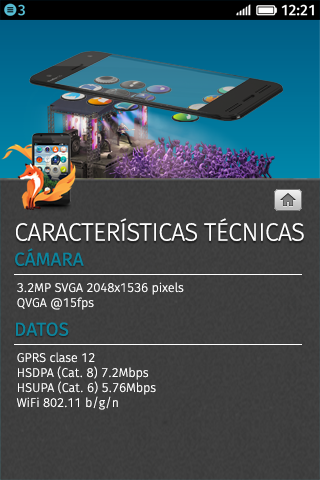 3
12:21
CARACTERÍSTICAS TÉCNICAS
CÁMARA
3.2MP SVGA 2048x1536 pixels
QVGA @15fps
DATOS
GPRS clase 12
HSDPA (Cat. 8) 7.2Mbps
HSUPA (Cat. 6) 5.76Mbps
WiFi 802.11 b/g/n